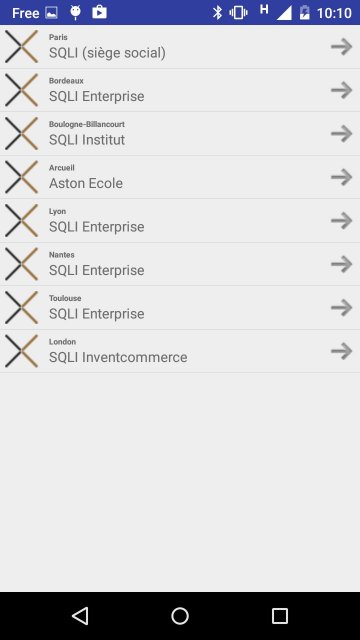 Free H 10:10
Paris
SQLI (siège social)
Bordeaux
SQLI Enterprise
Boulogne-Billancourt
SQLI Institut
Arcueil
Aston Ecole
Lyon
SQLI Enterprise
Nantes
SQLI Enterprise
Toulouse
SQLI Enterprise
London
SQLI Inventcommerce